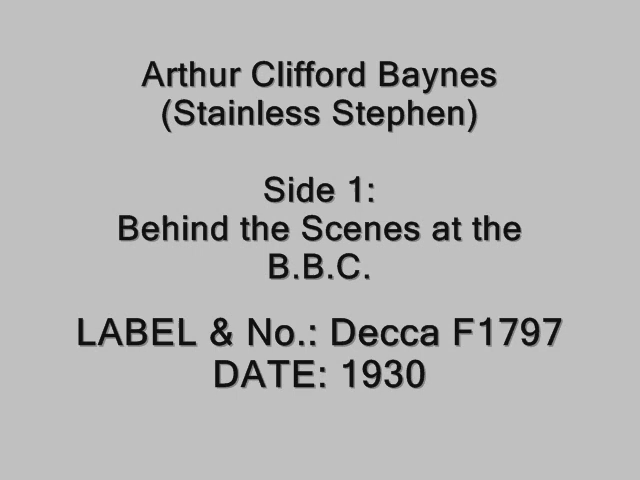 Arthur Clifford Baynes
(Stainless Stephen)
Side 1:
Behind the Scenes at the
B.B.C.
LABEL & No.: Decca F1797
DATE: 1930